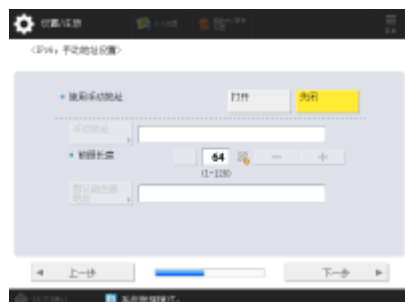 设置/注册
<IPv6：手动地址设置>
使用手动地址
打开
关闭
手动地址
前缀长度
64
(1-128)
默认路由器
地址
上一步
下一步
系统管理模式。